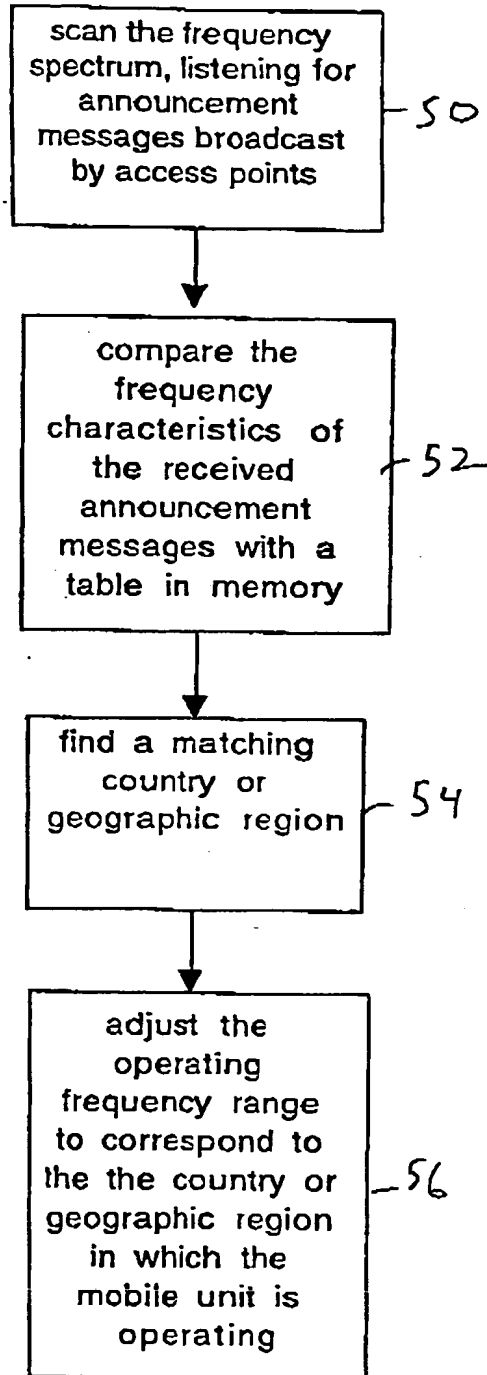 scan the frequency
spectrum, listening for
announcement
messages broadcast
by access points
50
compare the
frequency
characteristics of
the received
announcement
messages with a
table in memory
52
find a matching
country or
geographic region
54
adjust the
operating
frequency range
to correspond to
the the country or
geographic region
in which the
mobile unit is
operating
56